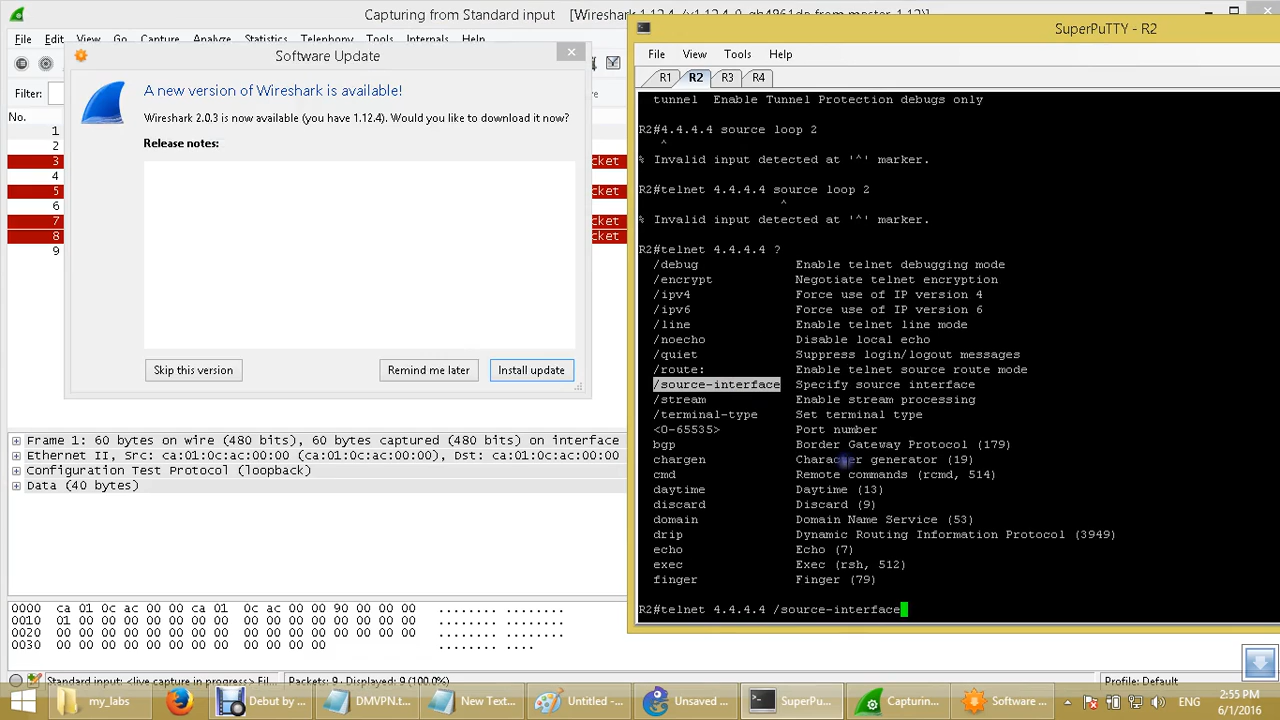 Capturing from Standard input [Wireshark 1.12.4
File Edit View Go Capture Analyze Statistics Telephony Tools Internals Help
Filter:
No.
1
2
3 cket
4
5 cket
6
7 cket
8 cket
9
Software Update
A new version of Wireshark is available!
Wireshark 2.0.3 is now available (you have 1.12.4). Would you like to download it now?
Release notes:
Skip this version Remind me later Install update
Frame 1: 60 bytes on wire (480 bits), 60 bytes captured (480 bits) on interface
Ethernet II, Src: ca:01:0c:ac:00:00 (ca:01:0c:ac:00:00), Dst: ca:01:0c:ac:00:
Configuration Test Protocol (loopback)
Data (40 bytes)
0000 ca 01 0c ac 00 00 ca 01 0c ac 00 00 90 00 00 00 ........ ........
0010 01 00 00 00 00 00 00 00 00 00 00 00 00 00 00 00 ........ ........
0020 00 00 00 00 00 00 00 00 00 00 00 00 00 00 00 00 ........ ........
0030 00 00 00 00 00 00 00 00 00 00 00 00 ........ ....
Standard input: <live capture in progress> Fil Packets: 9 · Displayed: 9 (100.0%) Profile: Default
SuperPuTTY - R2
File View Tools Help
R1 R2 R3 R4
tunnel Enable Tunnel Protection debugs only
R2#4.4.4.4 source loop 2
^
% Invalid input detected at '^' marker.
R2#telnet 4.4.4.4 source loop 2
^
% Invalid input detected at '^' marker.
R2#telnet 4.4.4.4 ?
/debug Enable telnet debugging mode
/encrypt Negotiate telnet encryption
/ipv4 Force use of IP version 4
/ipv6 Force use of IP version 6
/line Enable telnet line mode
/noecho Disable local echo
/quiet Suppress login/logout messages
/route: Enable telnet source route mode
/source-interface Specify source interface
/stream Enable stream processing
/terminal-type Set terminal type
<0-65535> Port number
bgp Border Gateway Protocol (179)
chargen Character generator (19)
cmd Remote commands (rcmd, 514)
daytime Daytime (13)
discard Discard (9)
domain Domain Name Service (53)
drip Dynamic Routing Information Protocol (3949)
echo Echo (7)
exec Exec (rsh, 512)
finger Finger (79)
R2#telnet 4.4.4.4 /source-interface
my_labs Debut by ... DMVPN.t... New Text... Untitled -... Unsaved ... SuperPu... Capturin... Software ... ENG 2:55 PM
6/1/2016